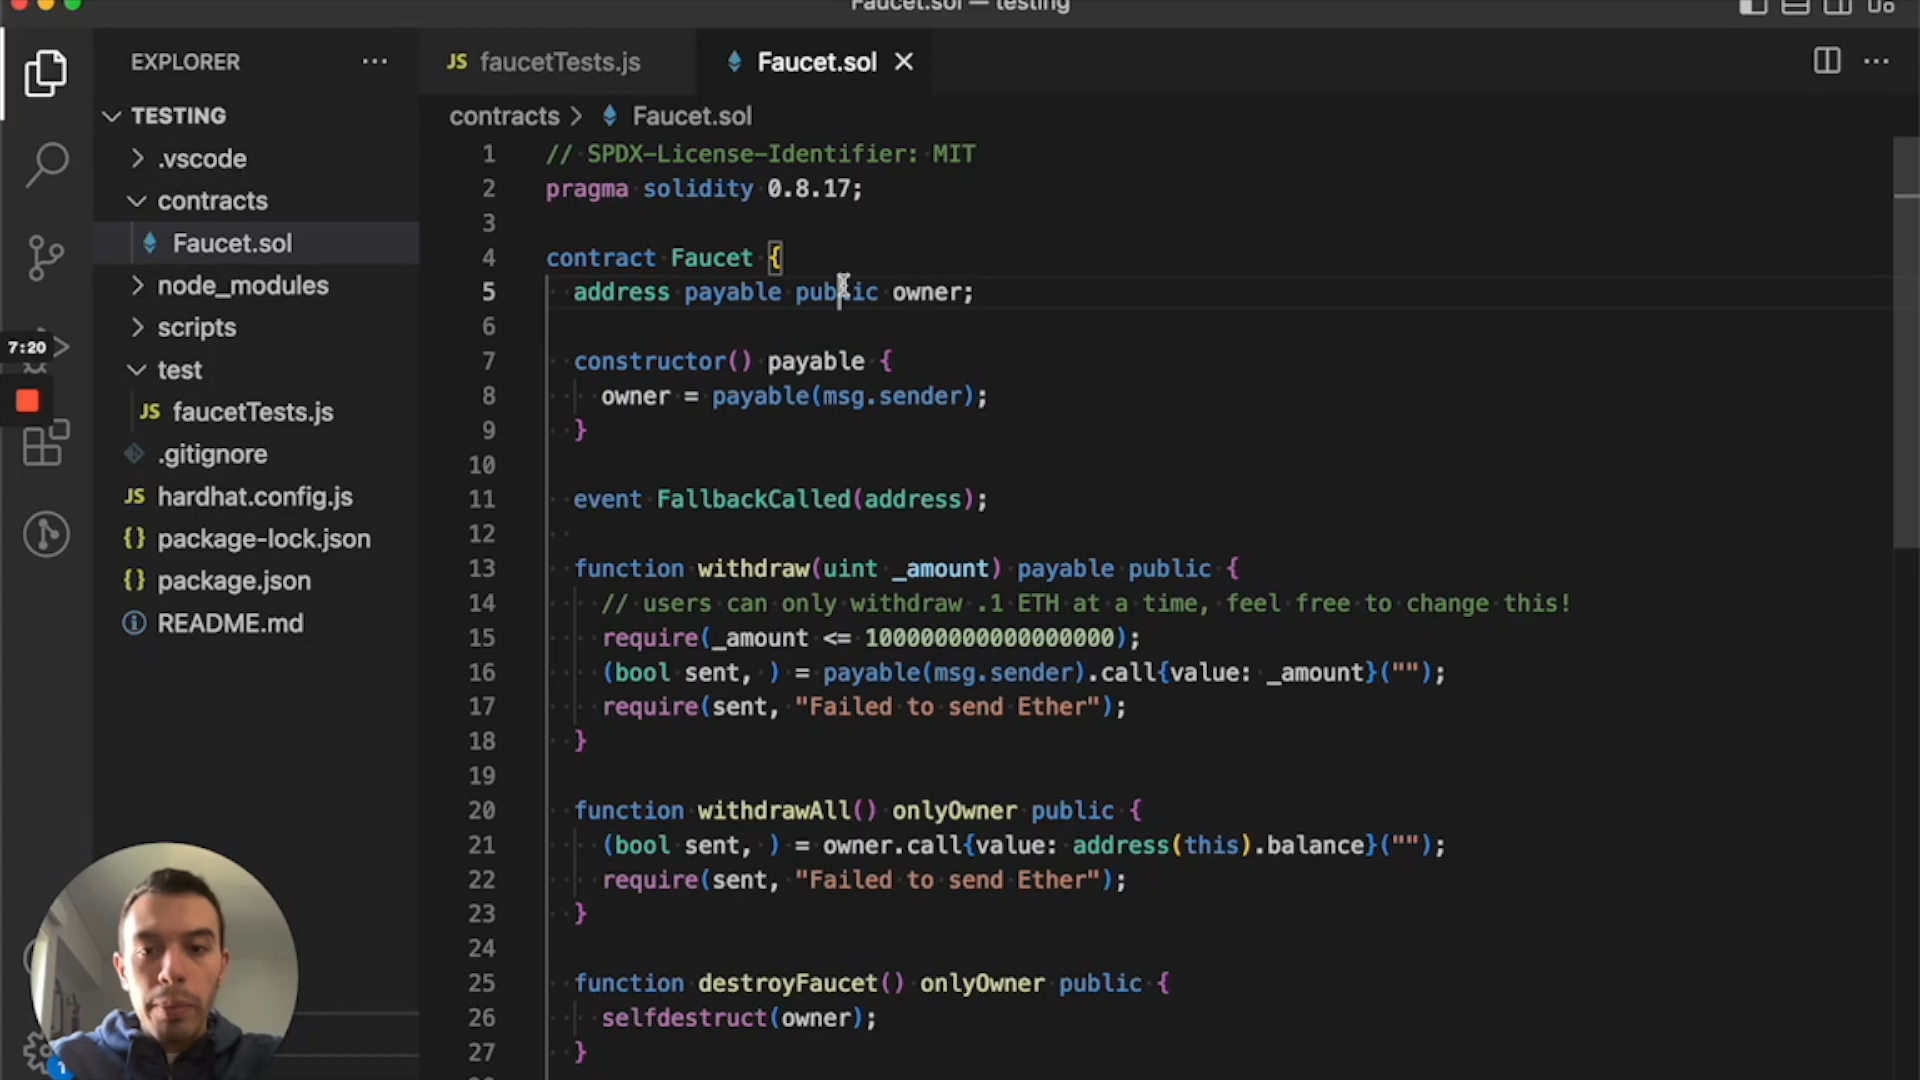 Faucet.sol — testing
EXPLORER
TESTING
.vscode
contracts
Faucet.sol
node_modules
scripts
test
JS faucetTests.js
.gitignore
JS hardhat.config.js
{} package-lock.json
{} package.json
README.md
7:20
1
JS faucetTests.js
Faucet.sol
contracts > Faucet.sol
1 // SPDX-License-Identifier: MIT
2 pragma solidity 0.8.17;
3
4 contract Faucet {
5 address payable public owner;
6
7 constructor() payable {
8 owner = payable(msg.sender);
9 }
10
11 event FallbackCalled(address);
12
13 function withdraw(uint _amount) payable public {
14 // users can only withdraw .1 ETH at a time, feel free to change this!
15 require(_amount <= 100000000000000000);
16 (bool sent, ) = payable(msg.sender).call{value: _amount}("");
17 require(sent, "Failed to send Ether");
18 }
19
20 function withdrawAll() onlyOwner public {
21 (bool sent, ) = owner.call{value: address(this).balance}("");
22 require(sent, "Failed to send Ether");
23 }
24
25 function destroyFaucet() onlyOwner public {
26 selfdestruct(owner);
27 }